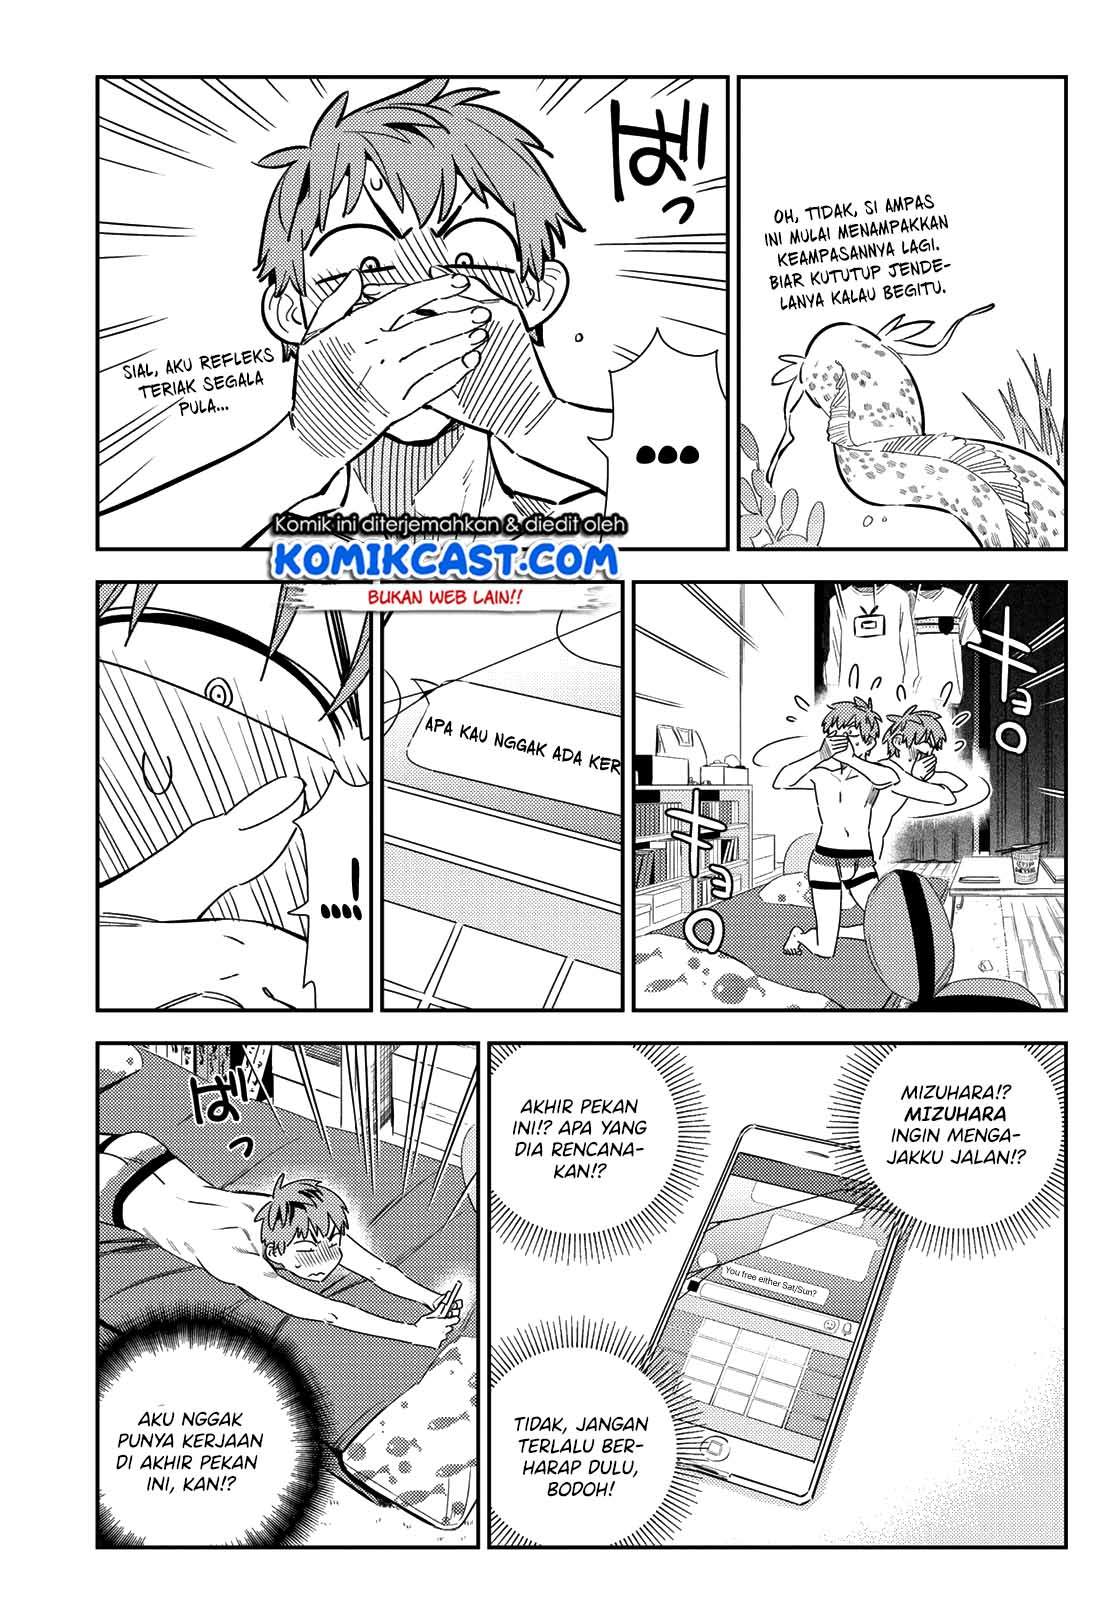 OH, TIDAK, SI AMPAS
INI MULAI MENAMPAKKAN
KEAMPASANNYA LAGI.
BIAR KUTUTUP JENDE-
LANYA KALAU BEGITU.
ばっ
...
SIAL, AKU REFLEKS
TERIAK SEGALA
PULA...
Komik ini diterjemahkan & diedit oleh
KOMIKCAST.COM
BUKAN WEB LAIN!!
キョロ
キョロ
APA KAU NGGAK ADA KER
....!
MIZUHARA!?
MIZUHARA
INGIN MENGA-
JAKKU JALAN!?
AKHIR PEKAN
INI!? APA YANG
DIA RENCANA-
KAN!?
You free either Sat/Sun?
TIDAK, JANGAN
TERLALU BER-
HARAP DULU,
BODOH!
ばっ
AKU NGGAK
PUNYA KERJAAN
DI AKHIR PEKAN
INI, KAN!?